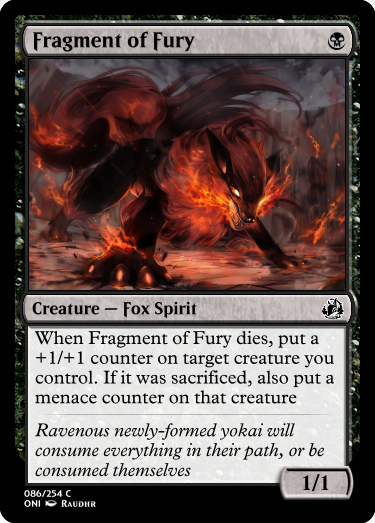 Fragment of Fury
Creature — Fox Spirit
When Fragment of Fury dies, put a
+1/+1 counter on target creature you
control. If it was sacrificed, also put a
menace counter on that creature
Ravenous newly-formed yokai will
consume everything in their path, or be
consumed themselves
1/1
086/254 C
ONI Raudhr